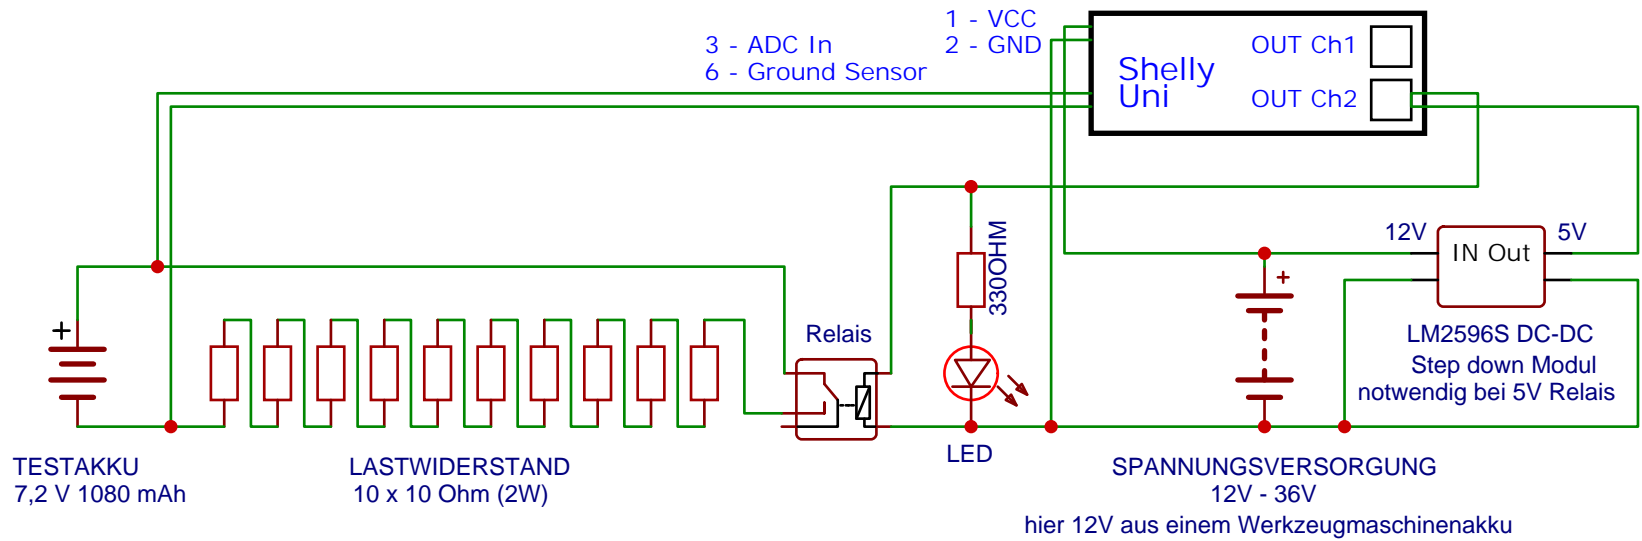 1 - VCC
2 - GND
3 - ADC In
6 - Ground Sensor
Shelly
Uni
OUT Ch1
OUT Ch2
12V
5V
IN Out
+
330OHM
+
Relais
LM2596S DC-DC
Step down Modul
notwendig bei 5V Relais
LED
TESTAKKU
7,2 V 1080 mAh
LASTWIDERSTAND
10 x 10 Ohm (2W)
SPANNUNGSVERSORGUNG
12V - 36V
hier 12V aus einem Werkzeugmaschinenakku